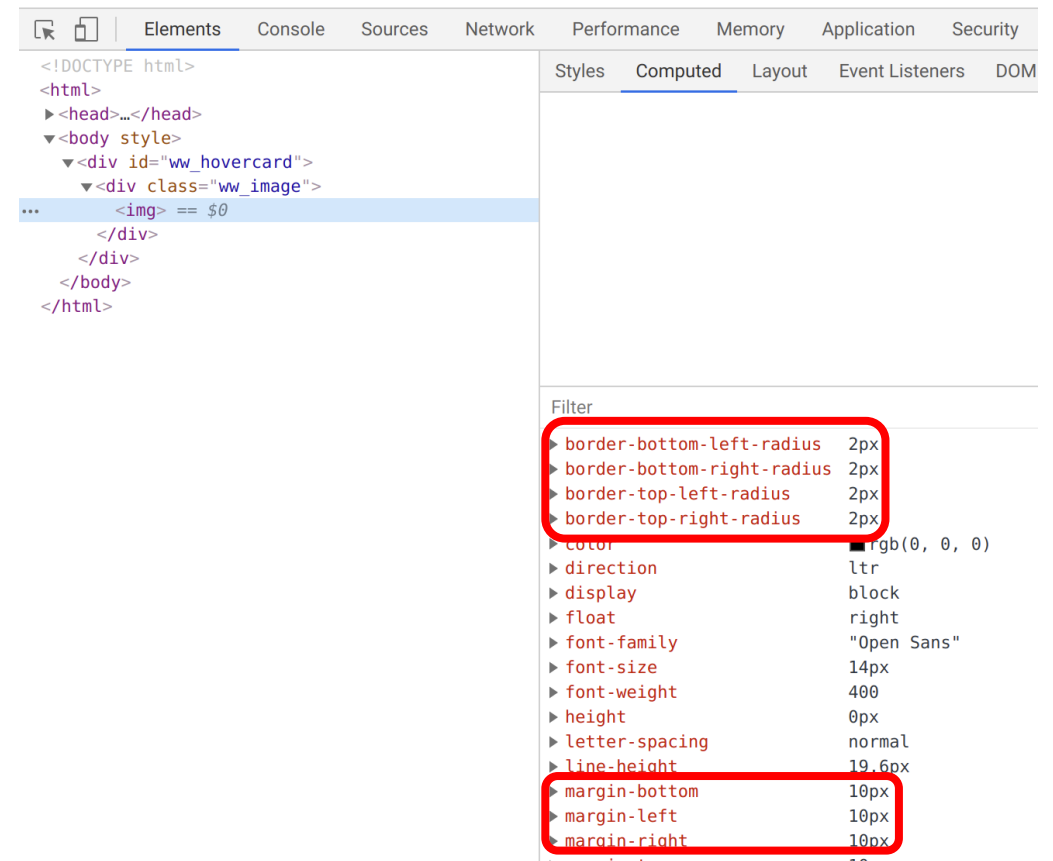 Elements Console Sources Network Performance Memory Application Security
<!DOCTYPE html>
<html>
▶<head>…</head>
▼<body style>
▼<div id="ww_hovercard">
▼<div class="ww_image">
… <img> == $0
</div>
</div>
</body>
</html>
Styles Computed Layout Event Listeners DOM
Filter
border-bottom-left-radius 2px
border-bottom-right-radius 2px
border-top-left-radius 2px
border-top-right-radius 2px
color rgb(0, 0, 0)
direction ltr
display block
float right
font-family "Open Sans"
font-size 14px
font-weight 400
height 0px
letter-spacing normal
line-height 19.6px
margin-bottom 10px
margin-left 10px
margin-right 10px